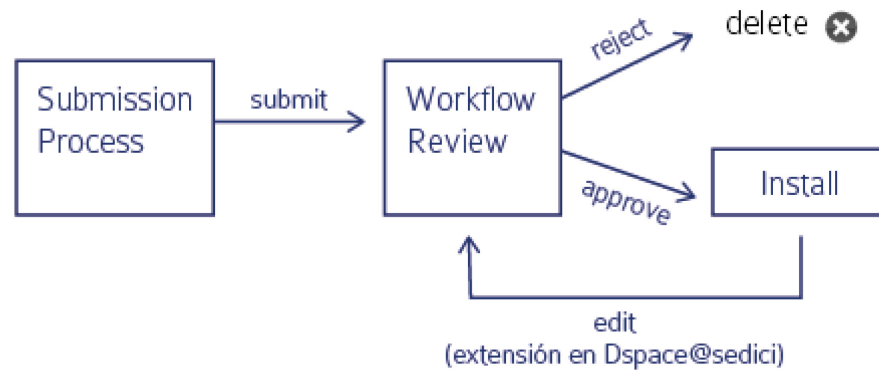 Submission
Process
submit
Workflow
Review
reject
delete
approve
Install
edit
(extensión en Dspace@sedici)